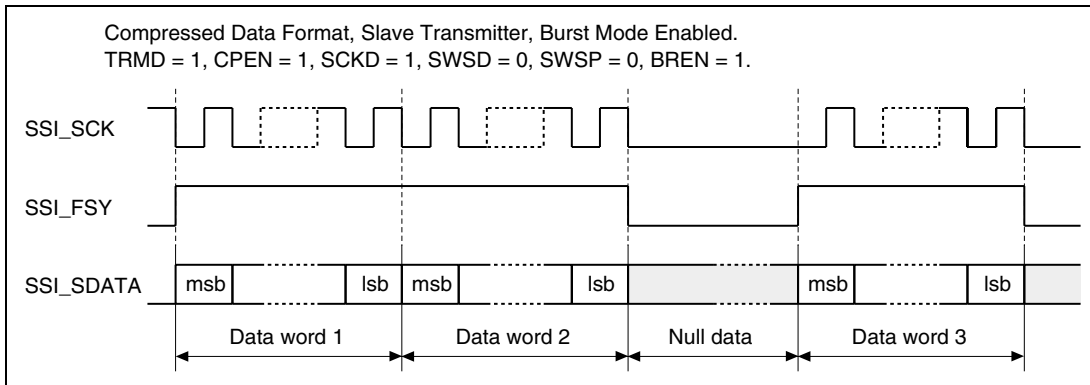 Compressed Data Format, Slave Transmitter, Burst Mode Enabled.
TRMD = 1, CPEN = 1, SCKD = 1, SWSD = 0, SWSP = 0, BREN = 1.
SSI_SCK
SSI_FSY
SSI_SDATA msb lsb msb lsb msb lsb
Data word 1 Data word 2 Null data Data word 3